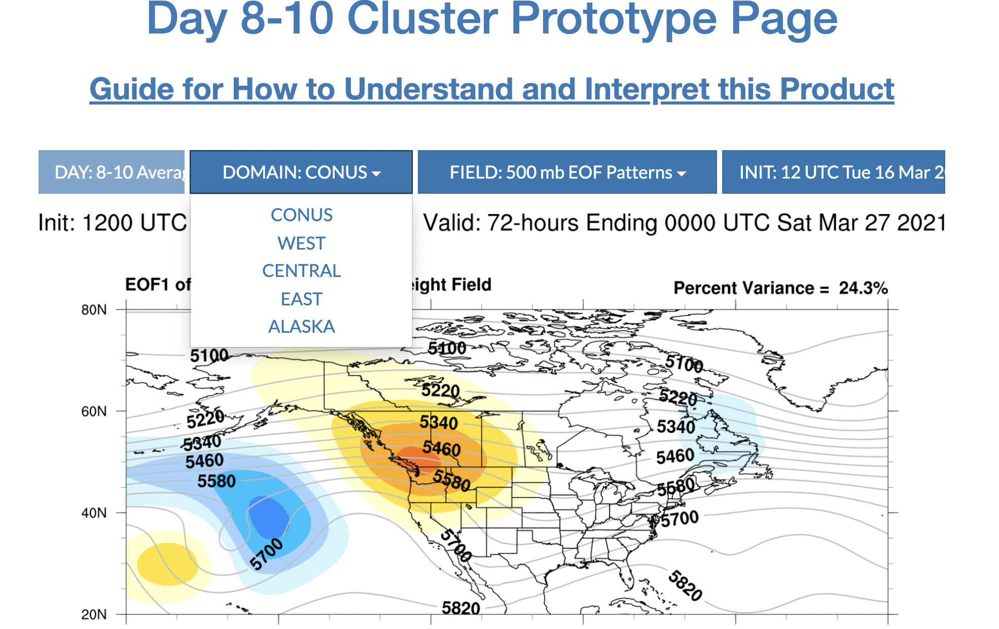 Day 8-10 Cluster Prototype Page
Guide for How to Understand and Interpret this Product
DAY: 8-10 Averag
DOMAIN: CONUS
FIELD: 500 mb EOF Patterns
INIT: 12 UTC Tue 16 Mar 20
CONUS
WEST
CENTRAL
EAST
ALASKA
Init: 1200 UTC
Valid: 72-hours Ending 0000 UTC Sat Mar 27 2021
EOF1 of
eight Field
Percent Variance = 24.3%
80N
60N
40N
20N
5100
5100
5100
5220
5220
5220
5340
5340
5340
5460
5460
5460
5580
5580
5580
5700
5700
5700
5820
5820